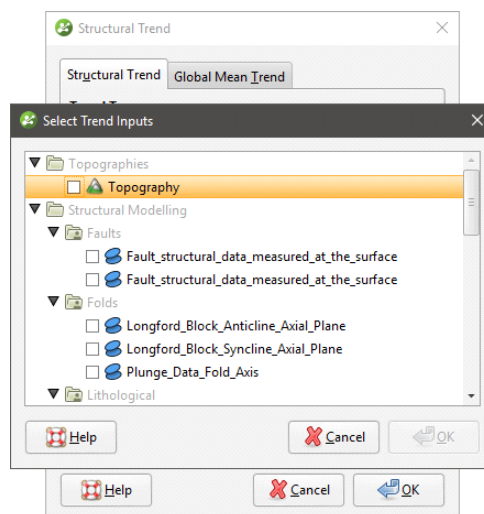 Structural Trend
Structural Trend Global Mean Trend
Select Trend Inputs
Topographies
Topography
Structural Modelling
Faults
Fault_structural_data_measured_at_the_surface
Fault_structural_data_measured_at_the_surface
Folds
Longford_Block_Anticline_Axial_Plane
Longford_Block_Syncline_Axial_Plane
Plunge_Data_Fold_Axis
Lithological
Help Cancel OK
Help Cancel OK